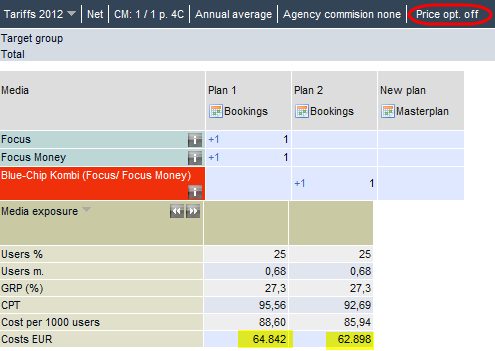 Tariffs 2012 Net CM: 1 / 1 p. 4C Annual average Agency commision none Price opt. off
Target group
Total
Media Plan 1 Plan 2 New plan
Bookings Bookings Masterplan
Focus +1 1
Focus Money +1 1
Blue-Chip Kombi (Focus/ Focus Money) +1 1
Media exposure
Users % 25 25
Users m. 0,68 0,68
GRP (%) 27,3 27,3
CPT 95,56 92,69
Cost per 1000 users 88,60 85,94
Costs EUR 64.842 62.898